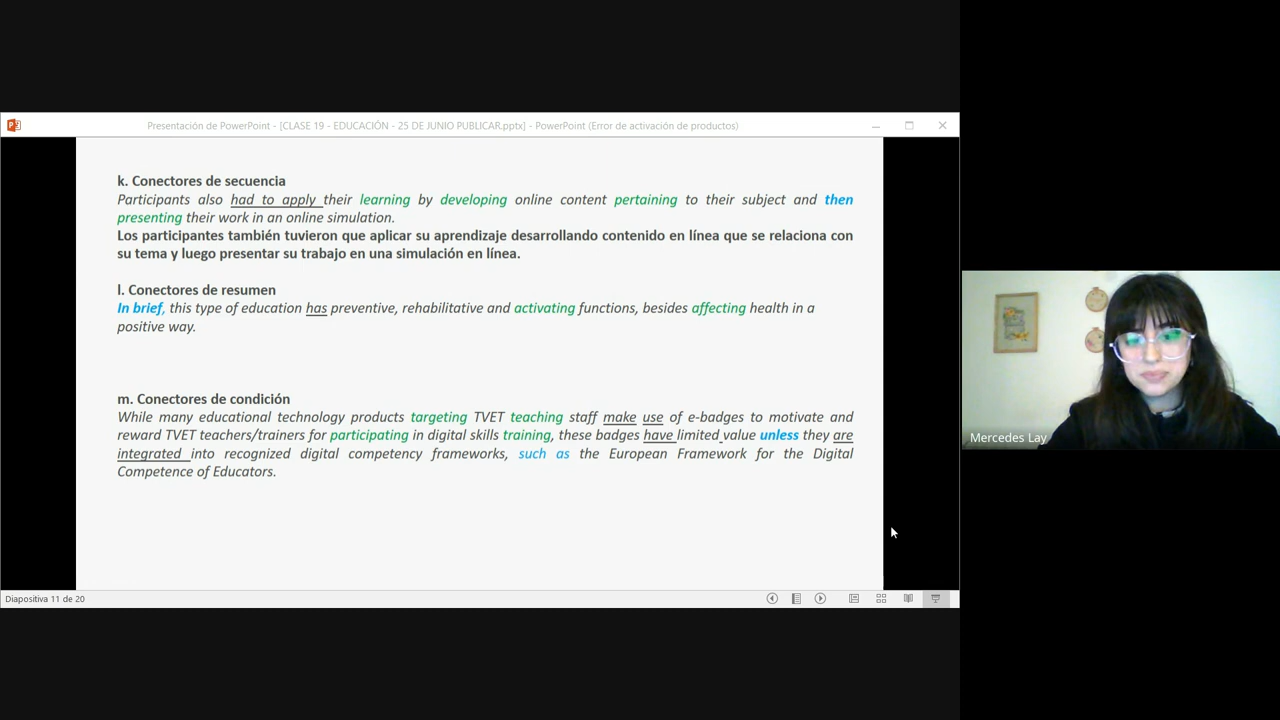 Presentación de PowerPoint - [CLASE 19 - EDUCACIÓN - 25 DE JUNIO PUBLICAR.pptx] - PowerPoint (Error de activación de productos)
k. Conectores de secuencia
Participants also had to apply their learning by developing online content pertaining to their subject and then
presenting their work in an online simulation.
Los participantes también tuvieron que aplicar su aprendizaje desarrollando contenido en línea que se relaciona con
su tema y luego presentar su trabajo en una simulación en línea.
l. Conectores de resumen
In brief, this type of education has preventive, rehabilitative and activating functions, besides affecting health in a
positive way.
m. Conectores de condición
While many educational technology products targeting TVET teaching staff make use of e-badges to motivate and
reward TVET teachers/trainers for participating in digital skills training, these badges have limited value unless they are
integrated into recognized digital competency frameworks, such as the European Framework for the Digital
Competence of Educators.
Mercedes Lay
Diapositiva 11 de 20